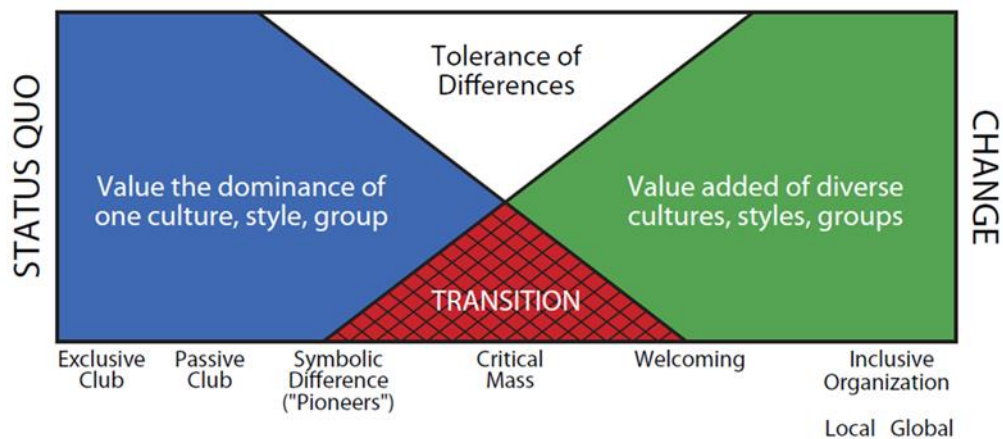 Tolerance of
Differences
STATUS QUO
Value the dominance of
one culture, style, group
Value added of diverse
cultures, styles, groups
CHANGE
TRANSITION
Exclusive
Club
Passive
Club
Symbolic
Difference
("Pioneers")
Critical
Mass
Welcoming
Inclusive
Organization
Local Global